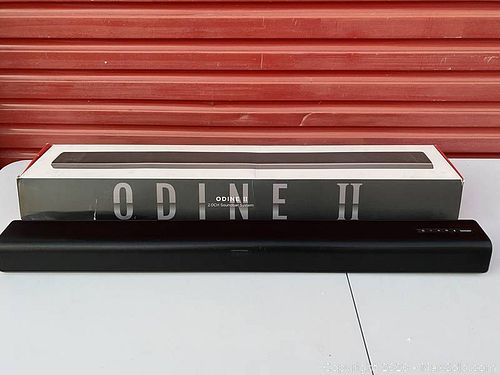 ODINE II
ODINE II
2.0CH Soundbar System